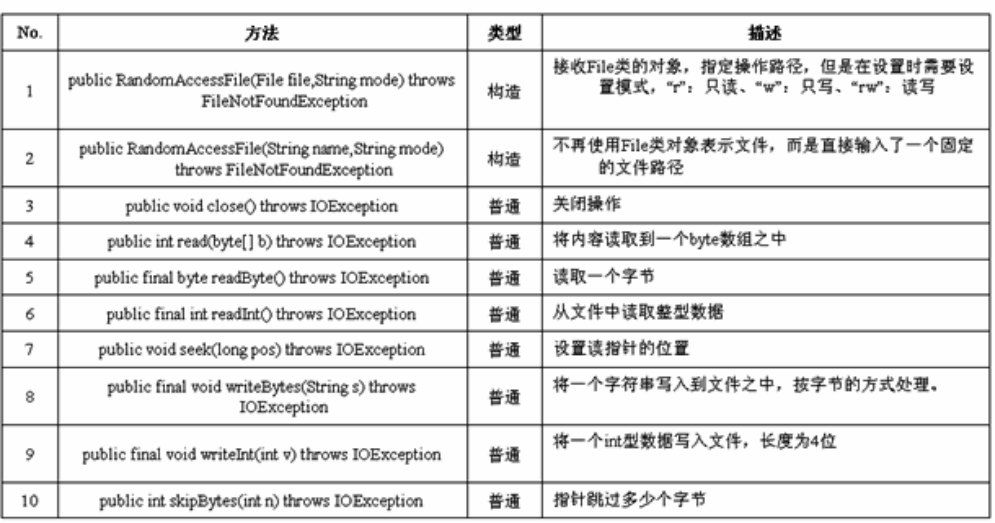 No. 方法 类型 描述
1 public RandomAccessFile(File file,String mode) throws FileNotFoundException 构造 接收File类的对象，指定操作路径，但是在设置时需要设置模式，“r”：只读、“w”：只写、“rw”：读写
2 public RandomAccessFile(String name,String mode) throws FileNotFoundException 构造 不再使用File类对象表示文件，而是直接输入了一个固定的文件路径
3 public void close() throws IOException 普通 关闭操作
4 public int read(byte[] b) throws IOException 普通 将内容读取到一个byte数组之中
5 public final byte readByte() throws IOException 普通 读取一个字节
6 public final int readInt() throws IOException 普通 从文件中读取整型数据
7 public void seek(long pos) throws IOException 普通 设置读指针的位置
8 public final void writeBytes(String s) throws IOException 普通 将一个字符串写入到文件之中，按字节的方式处理。
9 public final void writeInt(int v) throws IOException 普通 将一个int型数据写入文件，长度为4位
10 public int skipBytes(int n) throws IOException 普通 指针跳过多少个字节